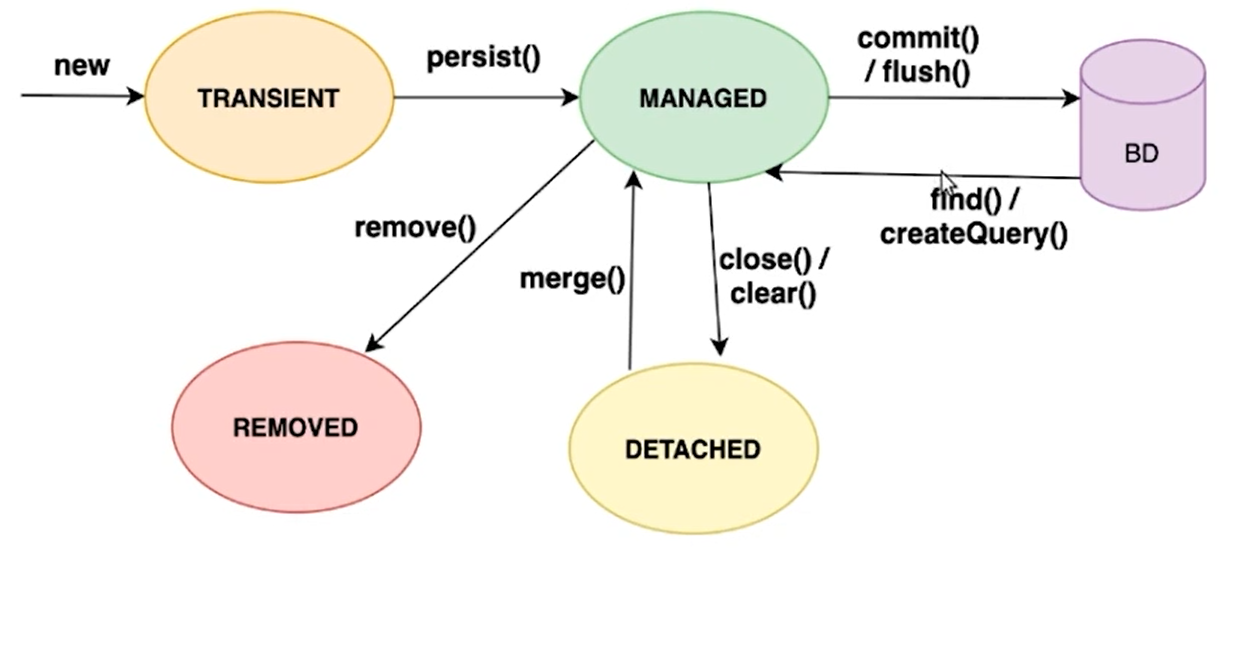 new
TRANSIENT
persist()
MANAGED
commit()
/ flush()
BD
find() /
createQuery()
remove()
merge()
close() /
clear()
REMOVED
DETACHED